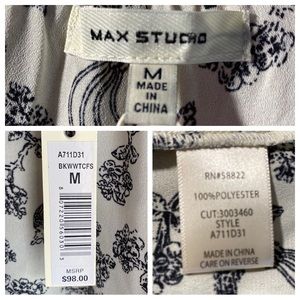 MAX STUDIO
M
MADE
IN
CHINA
A711D31
BKWWTCFS
M
MSRP
$98.00
RN#58822
100%POLYESTER
CUT:3003460
STYLE
A711D31
MADE IN CHINA
CARE ON REVERSE